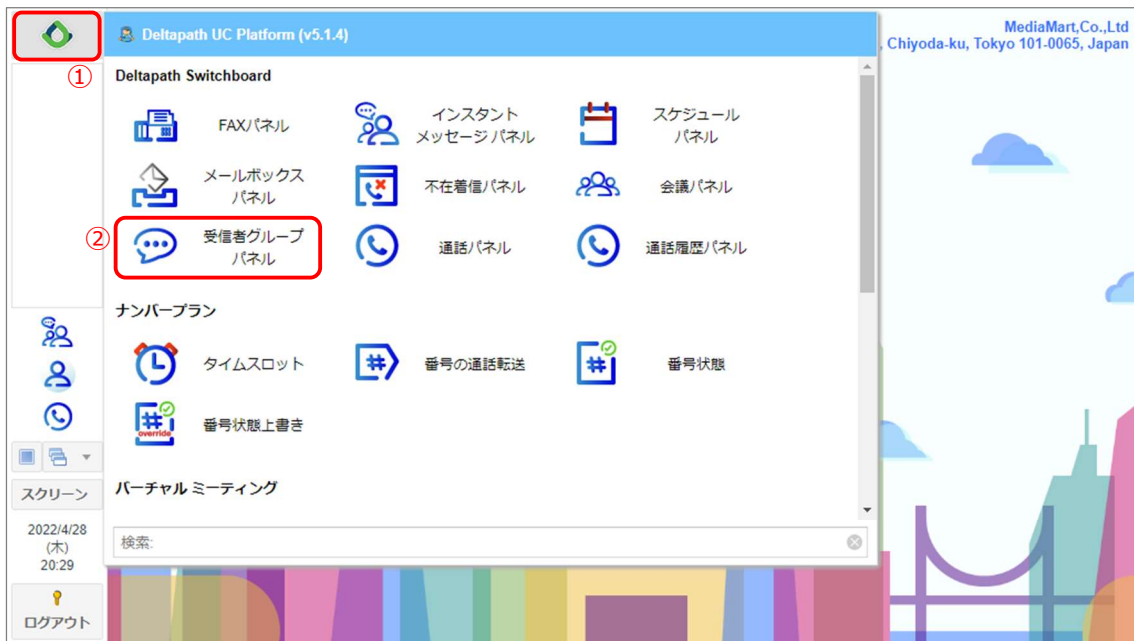 MediaMart,Co.,Ltd
, Chiyoda-ku, Tokyo 101-0065, Japan
Deltapath UC Platform (v5.1.4)
①
Deltapath Switchboard
FAXパネル
インスタント
メッセージ パネル
スケジュール
パネル
メールボックス
パネル
不在着信パネル
会議パネル
②
受信者グループ
パネル
通話パネル
通話履歴パネル
ナンバープラン
タイムスロット
番号の通話転送
番号状態
override
番号状態上書き
バーチャル ミーティング
検索:
スクリーン
2022/4/28
(木)
20:29
ログアウト